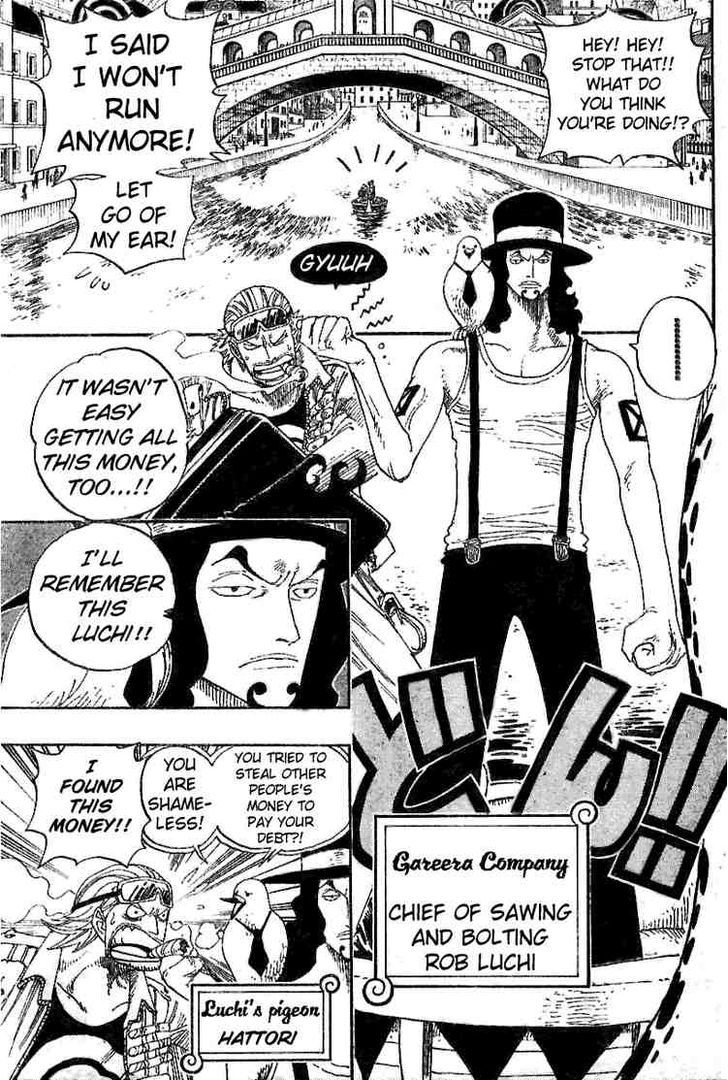 HEY! HEY!
STOP THAT!!
WHAT DO
YOU THINK
YOU'RE DOING!?
I SAID
I WON'T
RUN
ANYMORE!
LET
GO OF
MY EAR!
GYUUH
..........
IT WASN'T
EASY
GETTING ALL
THIS MONEY,
TOO...!!
どん!!
Gareera Company
CHIEF OF SAWING
AND BOLTING
ROB LUCHI
I'LL
REMEMBER
THIS
LUCHI!!
YOU TRIED TO
STEAL OTHER
PEOPLE'S
MONEY TO
PAY YOUR
DEBT?!
YOU
ARE
SHAME-
LESS!
I
FOUND
THIS
MONEY!!
Luchi's pigeon
HATTORI